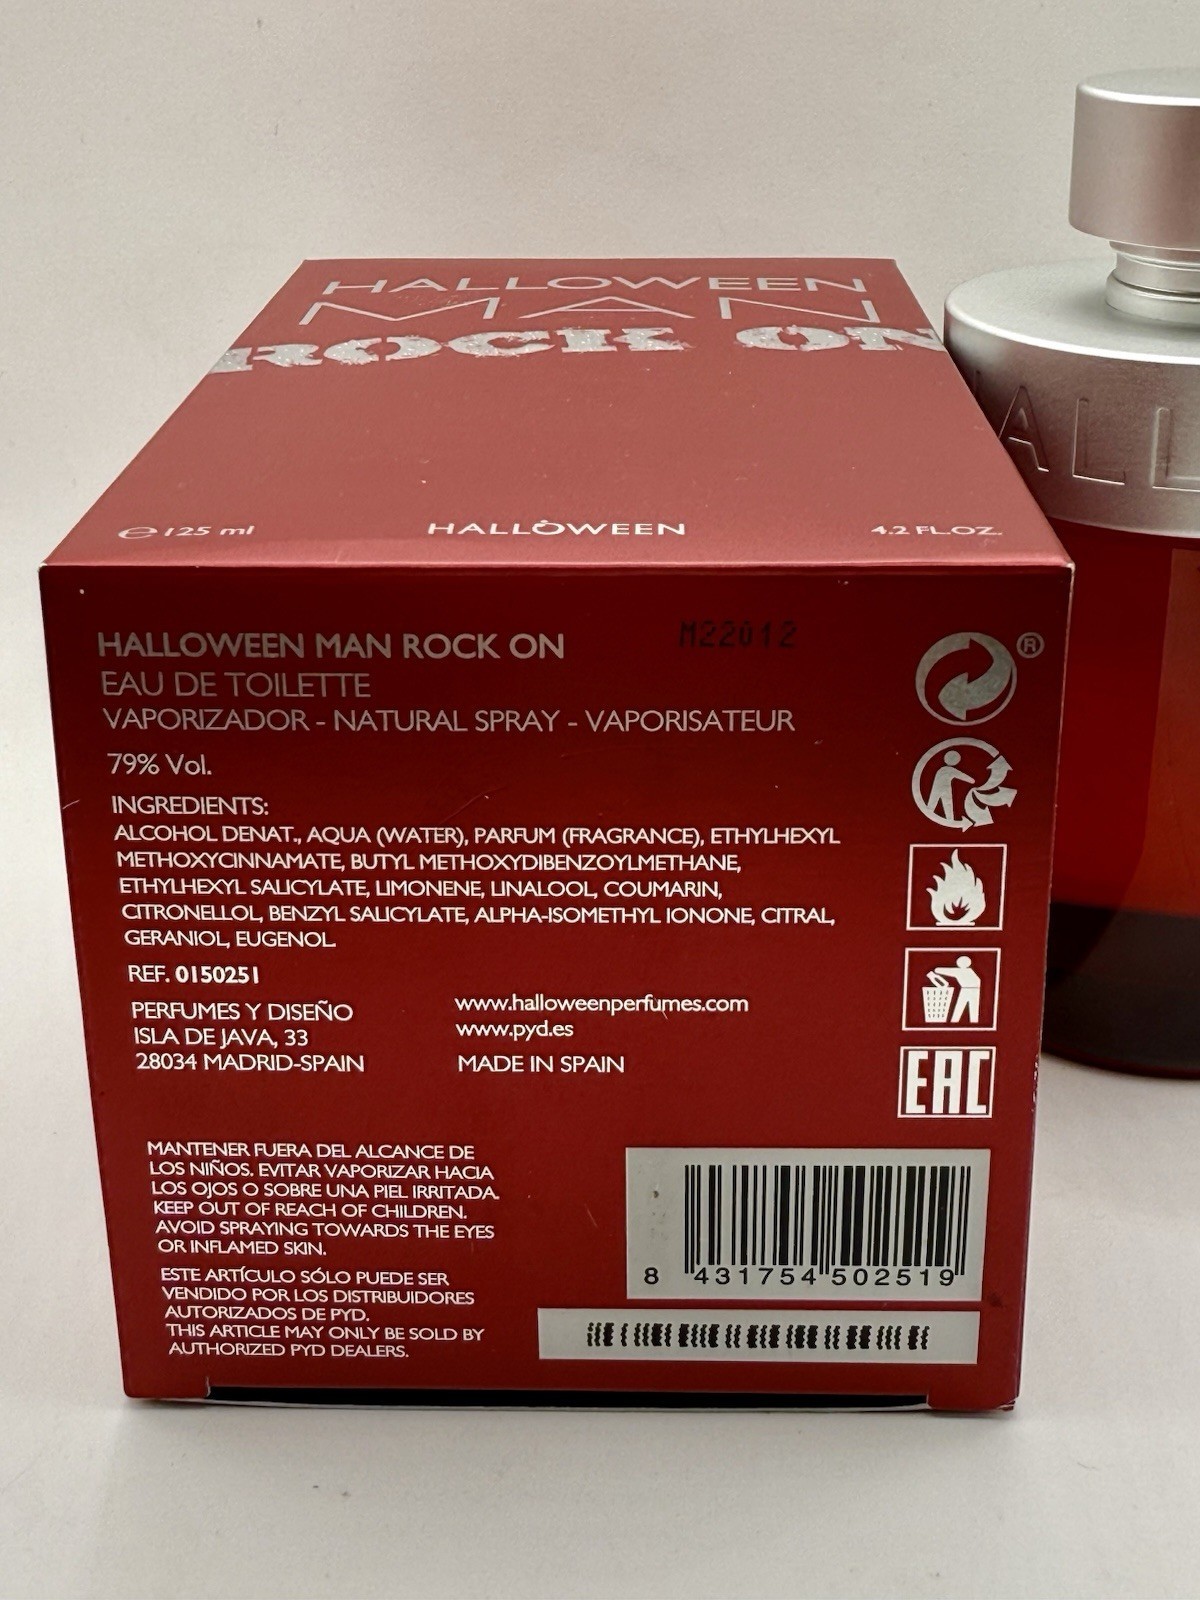 HALLOWEEN
MAN
ROCK ON
℮ 125 ml
HALLOWEEN
4.2 FL.OZ.
ALL
HALLOWEEN MAN ROCK ON
M22012
®
EAU DE TOILETTE
VAPORIZADOR - NATURAL SPRAY - VAPORISATEUR
79% Vol.
INGREDIENTS:
ALCOHOL DENAT., AQUA (WATER), PARFUM (FRAGRANCE), ETHYLHEXYL
METHOXYCINNAMATE, BUTYL METHOXYDIBENZOYLMETHANE,
ETHYLHEXYL SALICYLATE, LIMONENE, LINALOOL, COUMARIN,
CITRONELLOL, BENZYL SALICYLATE, ALPHA-ISOMETHYL IONONE, CITRAL,
GERANIOL, EUGENOL.
REF. 0150251
PERFUMES Y DISEÑO
ISLA DE JAVA, 33
28034 MADRID-SPAIN
www.halloweenperfumes.com
www.pyd.es
MADE IN SPAIN
EAC
MANTENER FUERA DEL ALCANCE DE
LOS NIÑOS. EVITAR VAPORIZAR HACIA
LOS OJOS O SOBRE UNA PIEL IRRITADA.
KEEP OUT OF REACH OF CHILDREN.
AVOID SPRAYING TOWARDS THE EYES
OR INFLAMED SKIN.
ESTE ARTÍCULO SÓLO PUEDE SER
VENDIDO POR LOS DISTRIBUIDORES
AUTORIZADOS DE PYD.
THIS ARTICLE MAY ONLY BE SOLD BY
AUTHORIZED PYD DEALERS.
8 431754 502519